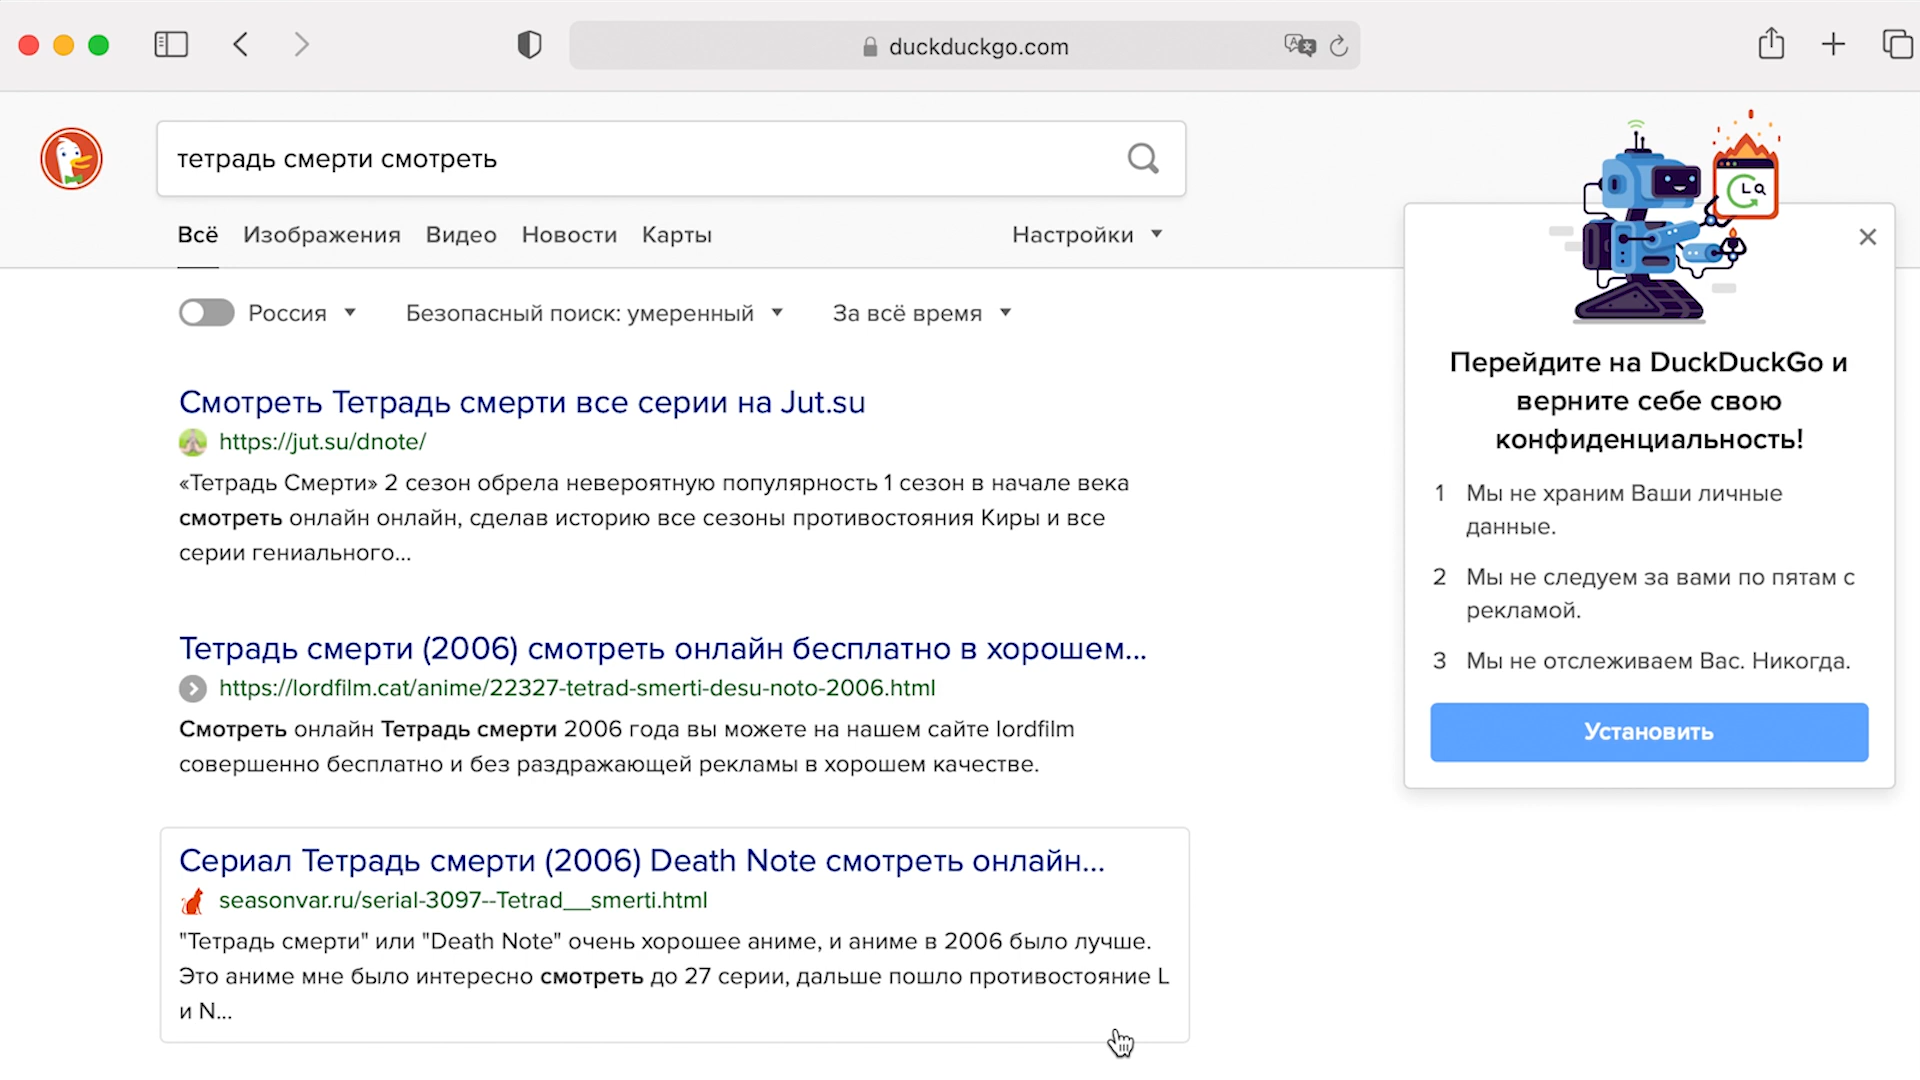 duckduckgo.com
тетрадь смерти смотреть
Всё Изображения Видео Новости Карты Настройки
Россия Безопасный поиск: умеренный За всё время
Смотреть Тетрадь смерти все серии на Jut.su
https://jut.su/dnote/
«Тетрадь Смерти» 2 сезон обрела невероятную популярность 1 сезон в начале века
смотреть онлайн онлайн, сделав историю все сезоны противостояния Киры и все
серии гениального...
Тетрадь смерти (2006) смотреть онлайн бесплатно в хорошем...
https://lordfilm.cat/anime/22327-tetrad-smerti-desu-noto-2006.html
Смотреть онлайн Тетрадь смерти 2006 года вы можете на нашем сайте lordfilm
совершенно бесплатно и без раздражающей рекламы в хорошем качестве.
Сериал Тетрадь смерти (2006) Death Note смотреть онлайн...
seasonvar.ru/serial-3097--Tetrad__smerti.html
"Тетрадь смерти" или "Death Note" очень хорошее аниме, и аниме в 2006 было лучше.
Это аниме мне было интересно смотреть до 27 серии, дальше пошло противостояние L
и N...
Перейдите на DuckDuckGo и
верните себе свою
конфиденциальность!
1 Мы не храним Ваши личные
данные.
2 Мы не следуем за вами по пятам с
рекламой.
3 Мы не отслеживаем Вас. Никогда.
Установить